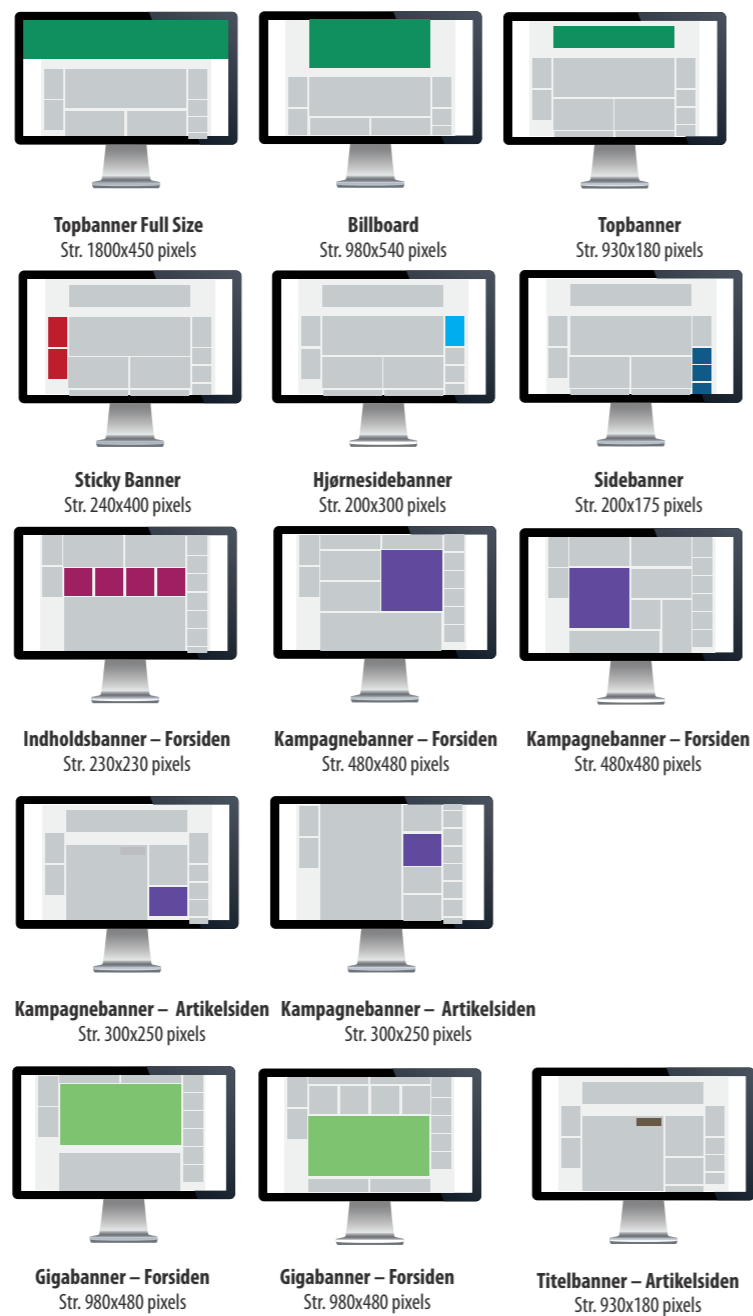 Topbanner Full Size
Str. 1800x450 pixels
Billboard
Str. 980x540 pixels
Topbanner
Str. 930x180 pixels
Sticky Banner
Str. 240x400 pixels
Hjørnesidebanner
Str. 200x300 pixels
Sidebanner
Str. 200x175 pixels
Indholdsbanner – Forsiden
Str. 230x230 pixels
Kampagnebanner – Forsiden
Str. 480x480 pixels
Kampagnebanner – Forsiden
Str. 480x480 pixels
Kampagnebanner – Artikelsiden
Str. 300x250 pixels
Kampagnebanner – Artikelsiden
Str. 300x250 pixels
Gigabanner – Forsiden
Str. 980x480 pixels
Gigabanner – Forsiden
Str. 980x480 pixels
Titelbanner – Artikelsiden
Str. 930x180 pixels